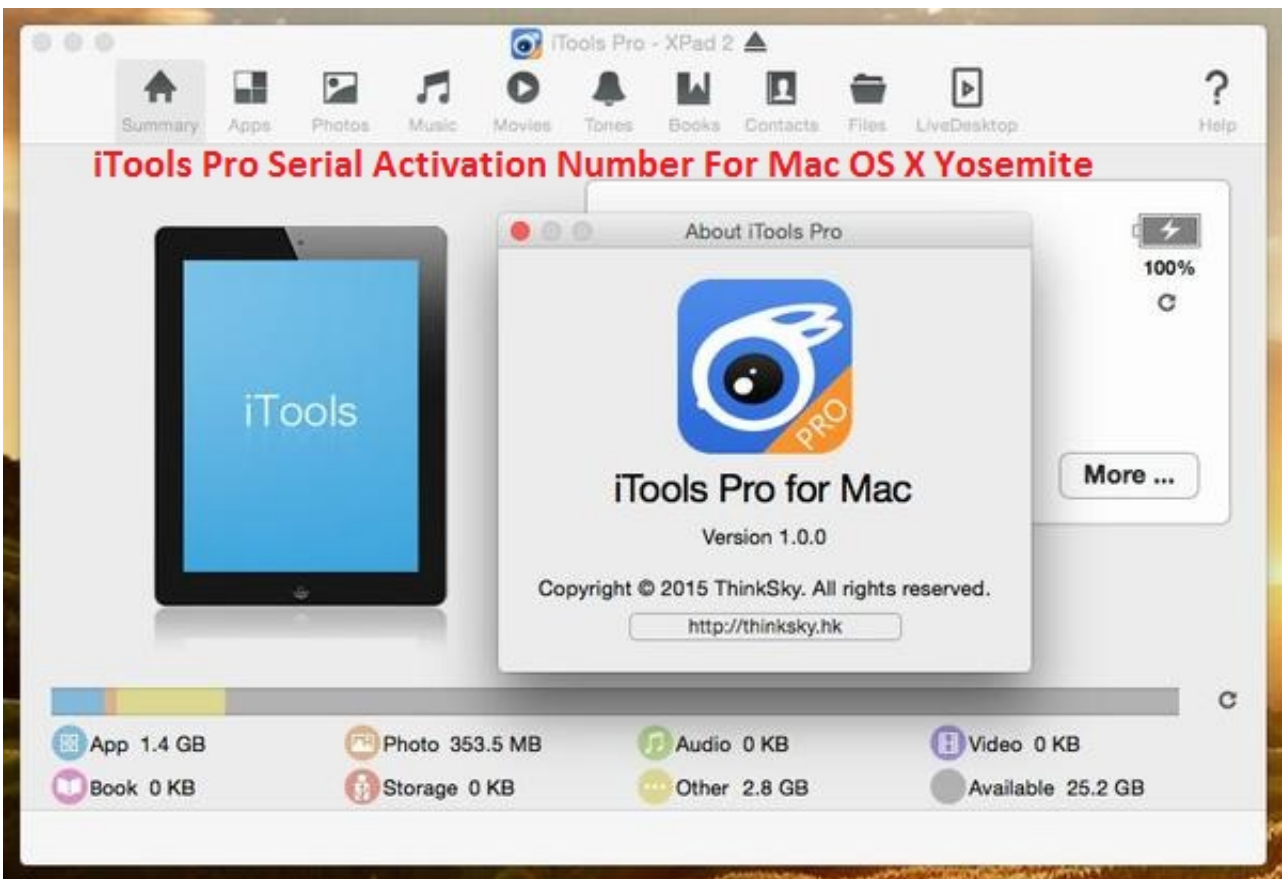 iTools Pro - XPad 2
Summary Apps Photos Music Movies Tones Books Contacts Files LiveDesktop Help
iTools Pro Serial Activation Number For Mac OS X Yosemite
About iTools Pro
100%
iTools
PRO
iTools Pro for Mac
More ...
Version 1.0.0
Copyright © 2015 ThinkSky. All rights reserved.
http://thinksky.hk
App 1.4 GB Photo 353.5 MB Audio 0 KB Video 0 KB
Book 0 KB Storage 0 KB Other 2.8 GB Available 25.2 GB